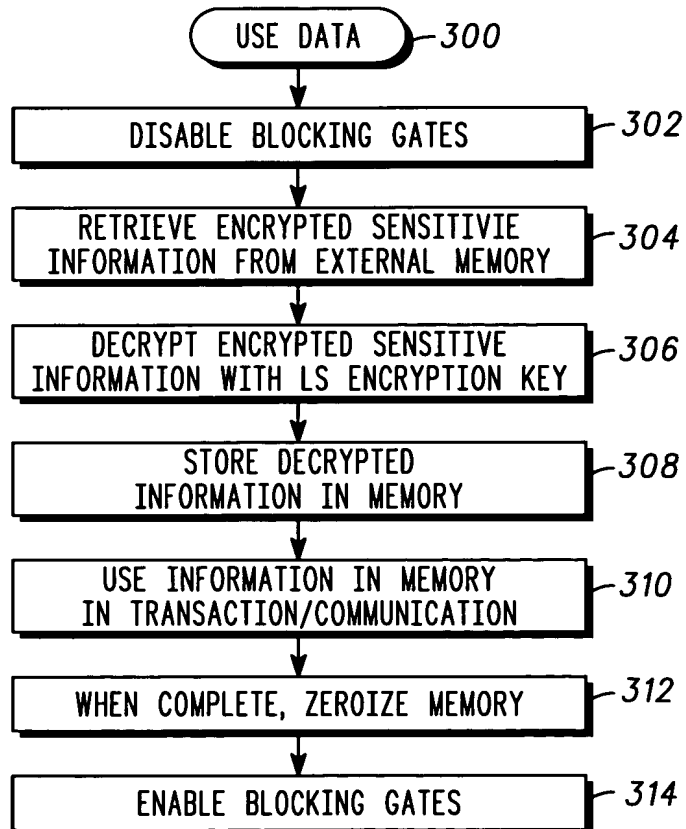 USE DATA
300
DISABLE BLOCKING GATES
302
RETRIEVE ENCRYPTED SENSITIVIE
INFORMATION FROM EXTERNAL MEMORY
304
DECRYPT ENCRYPTED SENSITIVE
INFORMATION WITH LS ENCRYPTION KEY
306
STORE DECRYPTED
INFORMATION IN MEMORY
308
USE INFORMATION IN MEMORY
IN TRANSACTION/COMMUNICATION
310
WHEN COMPLETE, ZEROIZE MEMORY
312
ENABLE BLOCKING GATES
314